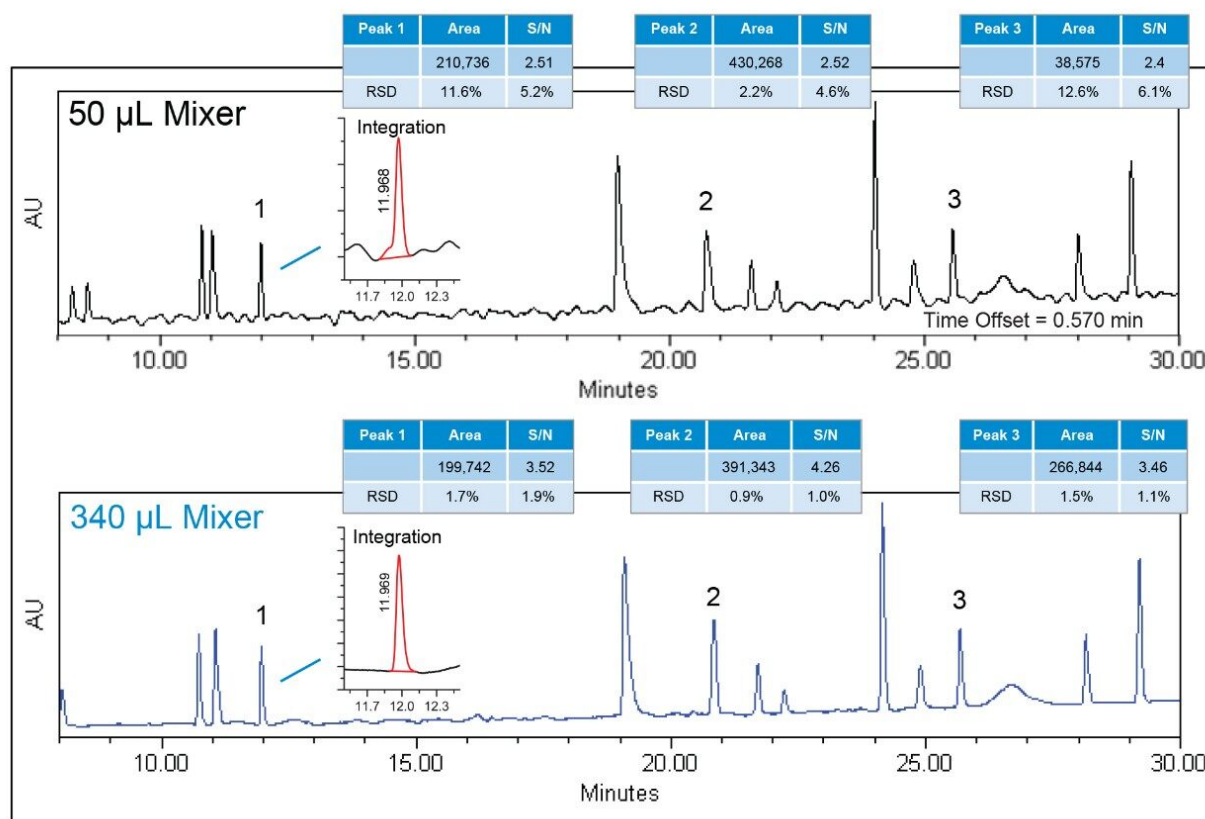 Peak 1 Area S/N
210,736 2.51
RSD 11.6% 5.2%
Peak 2 Area S/N
430,268 2.52
RSD 2.2% 4.6%
Peak 3 Area S/N
38,575 2.4
RSD 12.6% 6.1%
50 µL Mixer
Integration
11.968
11.7 12.0 12.3
1
2
3
AU
Time Offset = 0.570 min
10.00 15.00 20.00 25.00 30.00
Minutes
Peak 1 Area S/N
199,742 3.52
RSD 1.7% 1.9%
Peak 2 Area S/N
391,343 4.26
RSD 0.9% 1.0%
Peak 3 Area S/N
266,844 3.46
RSD 1.5% 1.1%
340 µL Mixer
Integration
11.969
11.7 12.0 12.3
1
2
3
AU
10.00 15.00 20.00 25.00 30.00
Minutes